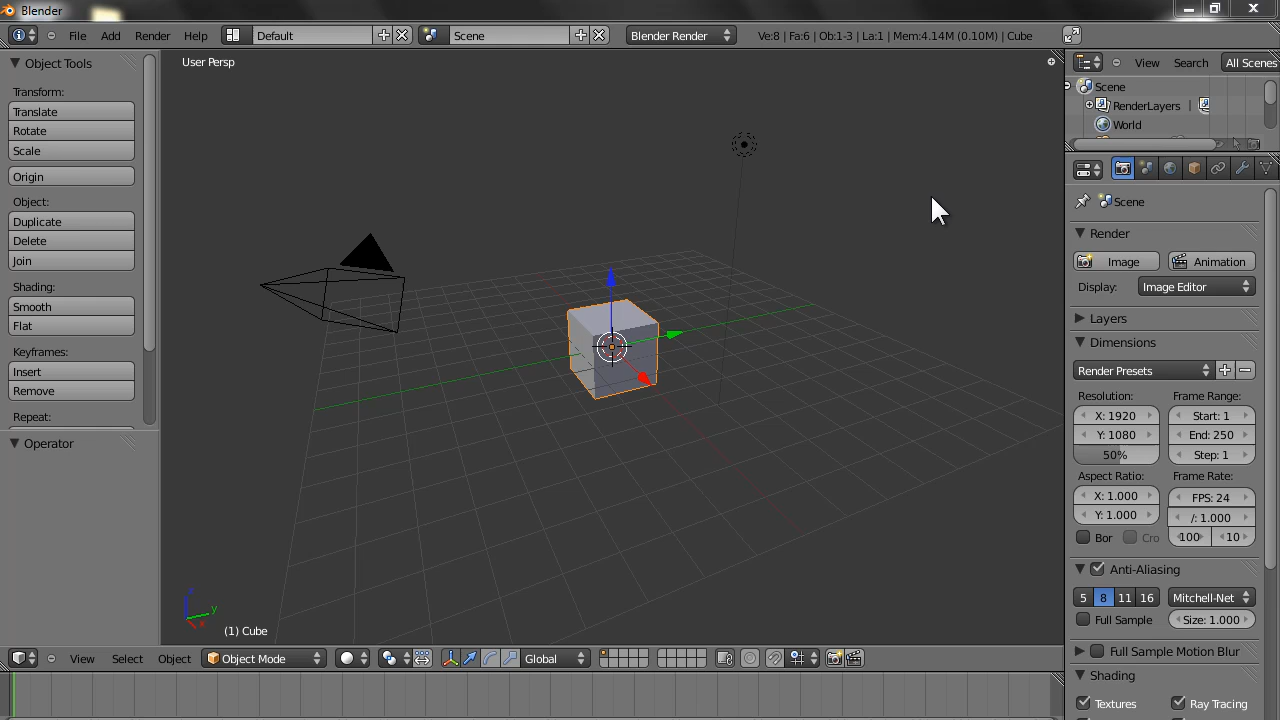 Blender
File Add Render Help Default Scene Blender Render Ve:8 | Fa:6 | Ob:1-3 | La:1 | Mem:4.14M (0.10M) | Cube
Object Tools
Transform:
Translate
Rotate
Scale
Origin
Object:
Duplicate
Delete
Join
Shading:
Smooth
Flat
Keyframes:
Insert
Remove
Repeat:
Operator
User Persp
z
y
x
(1) Cube
View Select Object Object Mode Global
View Search All Scenes
Scene
RenderLayers |
World
Scene
Render
Image Animation
Display: Image Editor
Layers
Dimensions
Render Presets
Resolution: Frame Range:
X: 1920 Start: 1
Y: 1080 End: 250
50% Step: 1
Aspect Ratio: Frame Rate:
X: 1.000 FPS: 24
Y: 1.000 /: 1.000
Bor Cro 100 10
Anti-Aliasing
5 8 11 16 Mitchell-Net
Full Sample Size: 1.000
Full Sample Motion Blur
Shading
Textures Ray Tracing